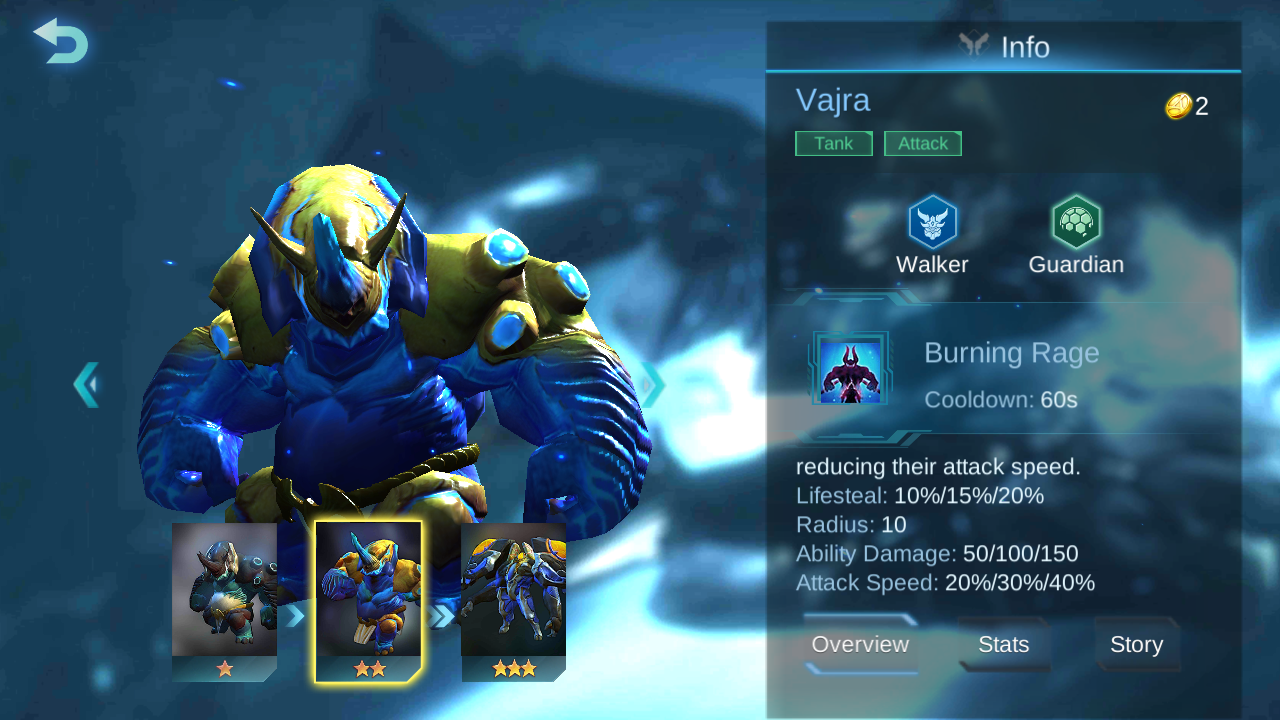 Info
Vajra
2
Tank Attack
Walker Guardian
Burning Rage
Cooldown: 60s
reducing their attack speed.
Lifesteal: 10%/15%/20%
Radius: 10
Ability Damage: 50/100/150
Attack Speed: 20%/30%/40%
Overview Stats Story